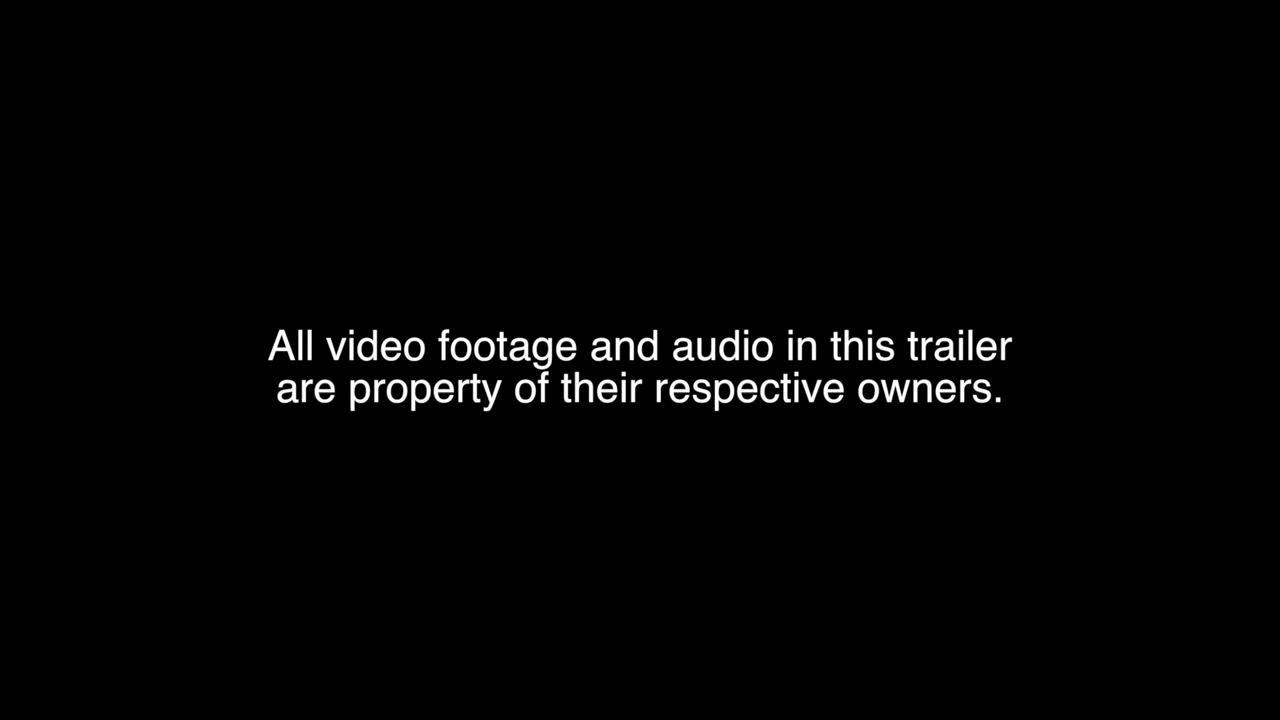 All video footage and audio in this trailer
are property of their respective owners.